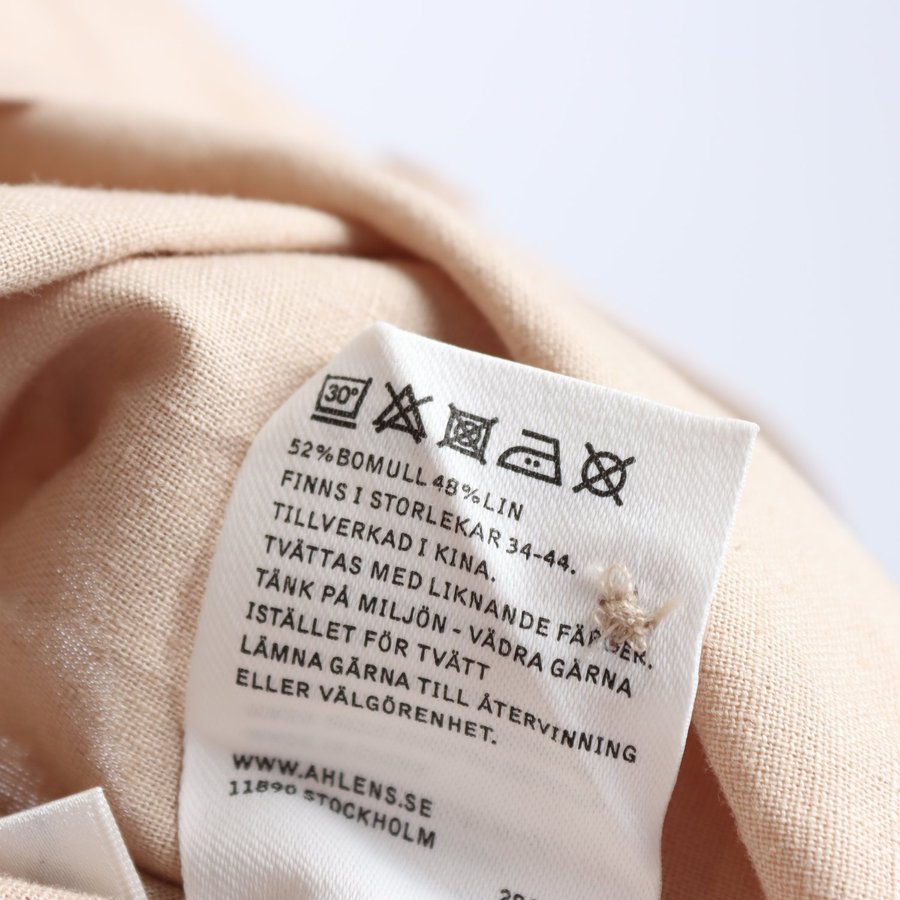 30°
52%BOMULL 48%LIN
FINNS I STORLEKAR 34-44.
TILLVERKAD I KINA.
TVÄTTAS MED LIKNANDE FÄRGER.
TÄNK PÅ MILJÖN - VÄDRA GÄRNA
ISTÄLLET FÖR TVÄTT
LÄMNA GÄRNA TILL ÅTERVINNING
ELLER VÄLGÖRENHET.
WWW.AHLENS.SE
11899 STOCKHOLM